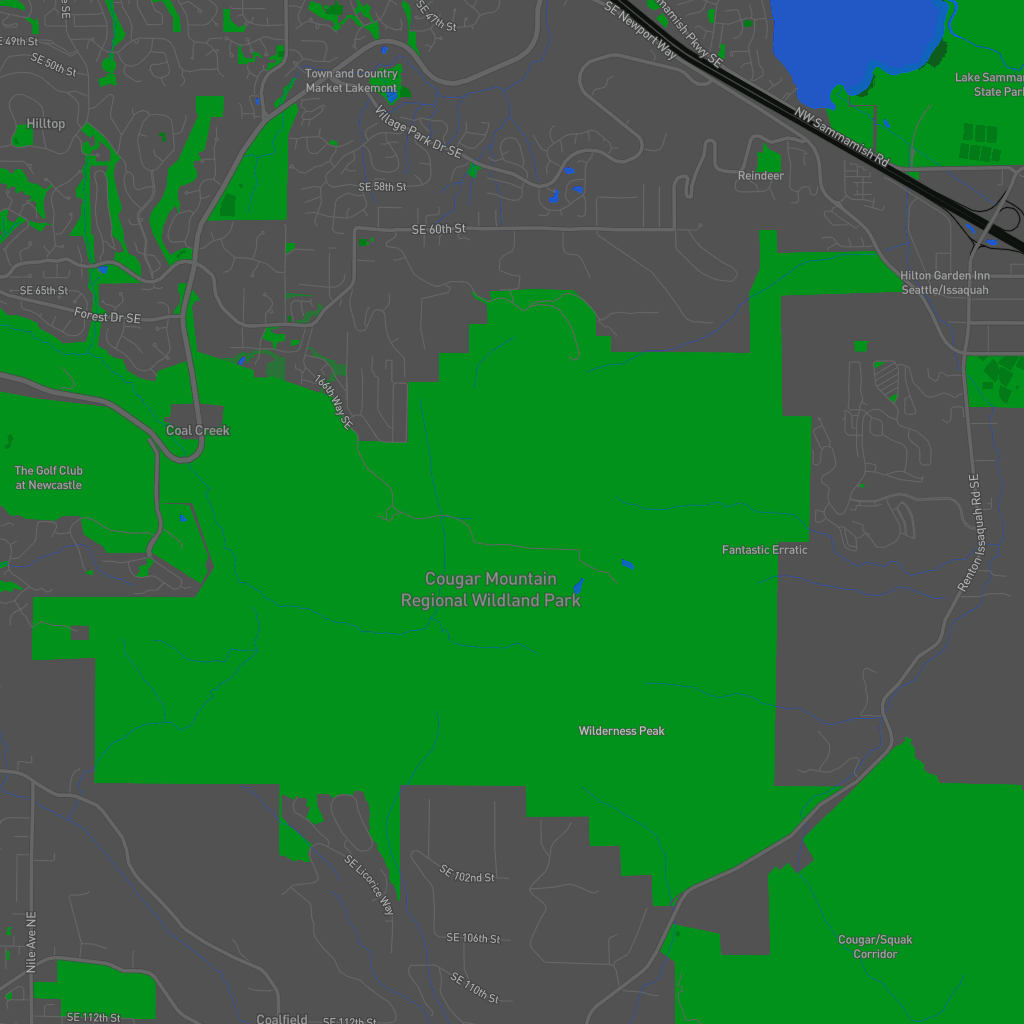 SE 47th St
SE Newport Way
SE 49th St
SE 50th St
Town and Country
Market Lakemont
Lake Samma
State Park
Hilltop
Village Park Dr SE
NW Sammamish Rd
SE 58th St
Reindeer
SE 60th St
SE 65th St
Hilton Garden Inn
Seattle/Issaquah
Forest Dr SE
166th Way SE
Coal Creek
The Golf Club
at Newcastle
Renton Issaquah Rd SE
Fantastic Erratic
Cougar Mountain
Regional Wildland Park
Wilderness Peak
SE Licorice Way
SE 102nd St
Nile Ave NE
SE 106th St
Cougar/Squak
Corridor
SE 110th St
SE 112th St
Coalfield
SE 112th St